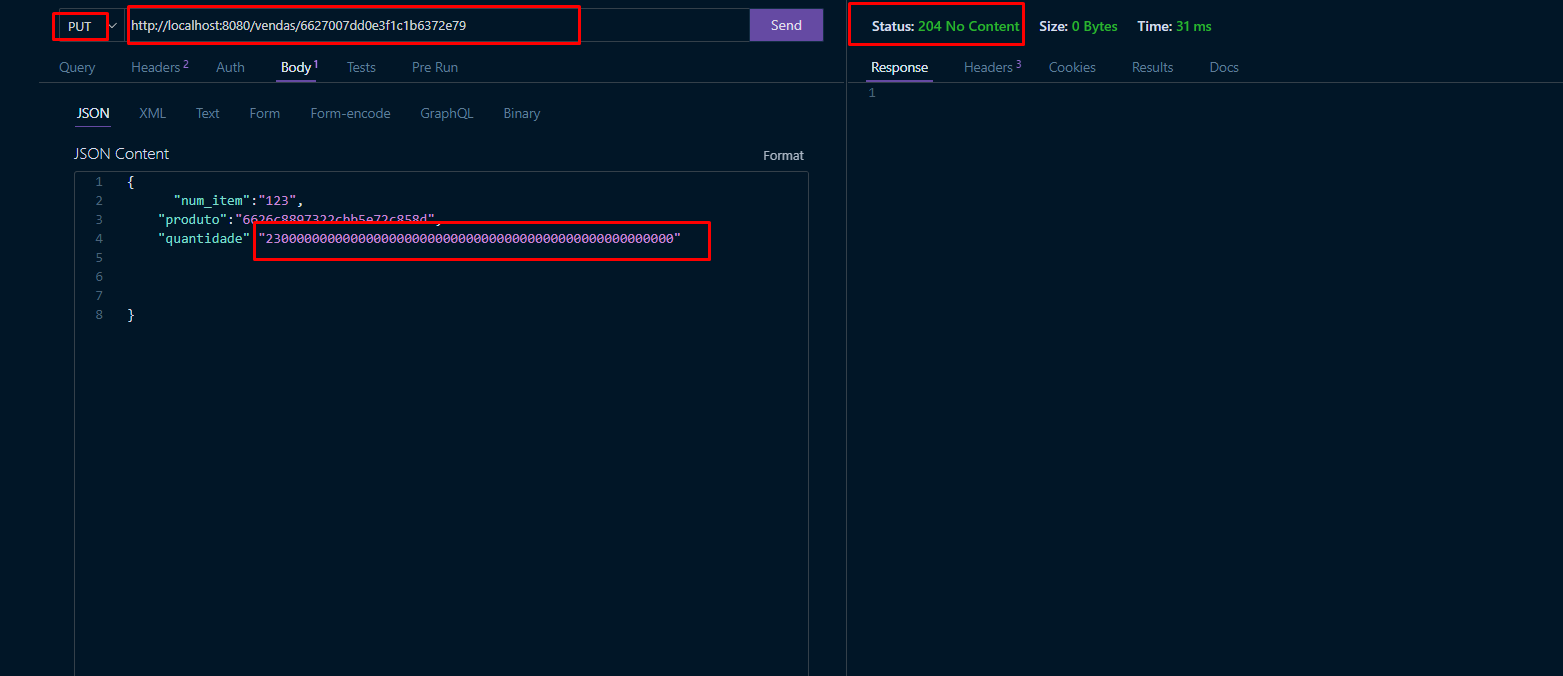 PUT http://localhost:8080/vendas/6627007dd0e3f1c1b6372e79 Send
Status: 204 No Content Size: 0 Bytes Time: 31 ms
Query Headers 2 Auth Body 1 Tests Pre Run
Response Headers 3 Cookies Results Docs
1
JSON XML Text Form Form-encode GraphQL Binary
JSON Content Format
1 {
2 "num_item":"123",
3 "produto":"6626c8897322cbb5e72c858d",
4 "quantidade"
5
6
7
8 }